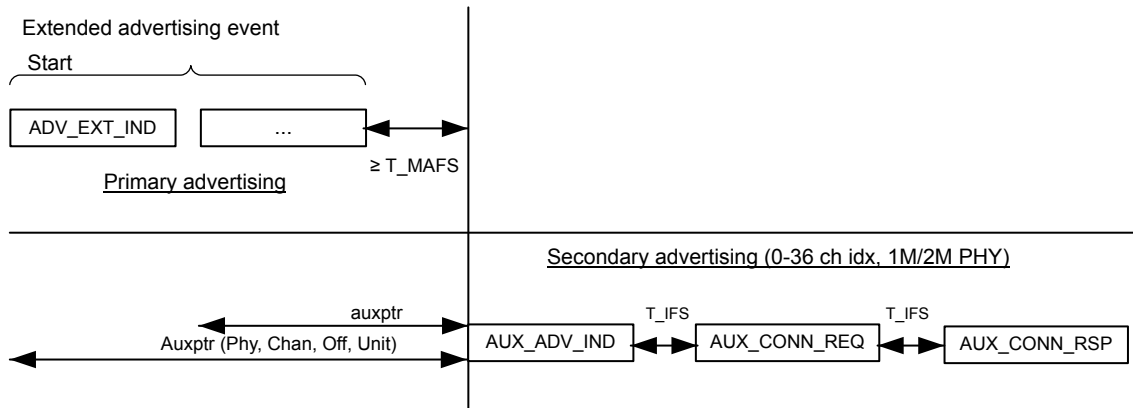 Extended advertising event
Start
ADV_EXT_IND
...
≥ T_MAFS
Primary advertising
Secondary advertising (0-36 ch idx, 1M/2M PHY)
auxptr
T_IFS
T_IFS
Auxptr (Phy, Chan, Off, Unit)
AUX_ADV_IND
AUX_CONN_REQ
AUX_CONN_RSP